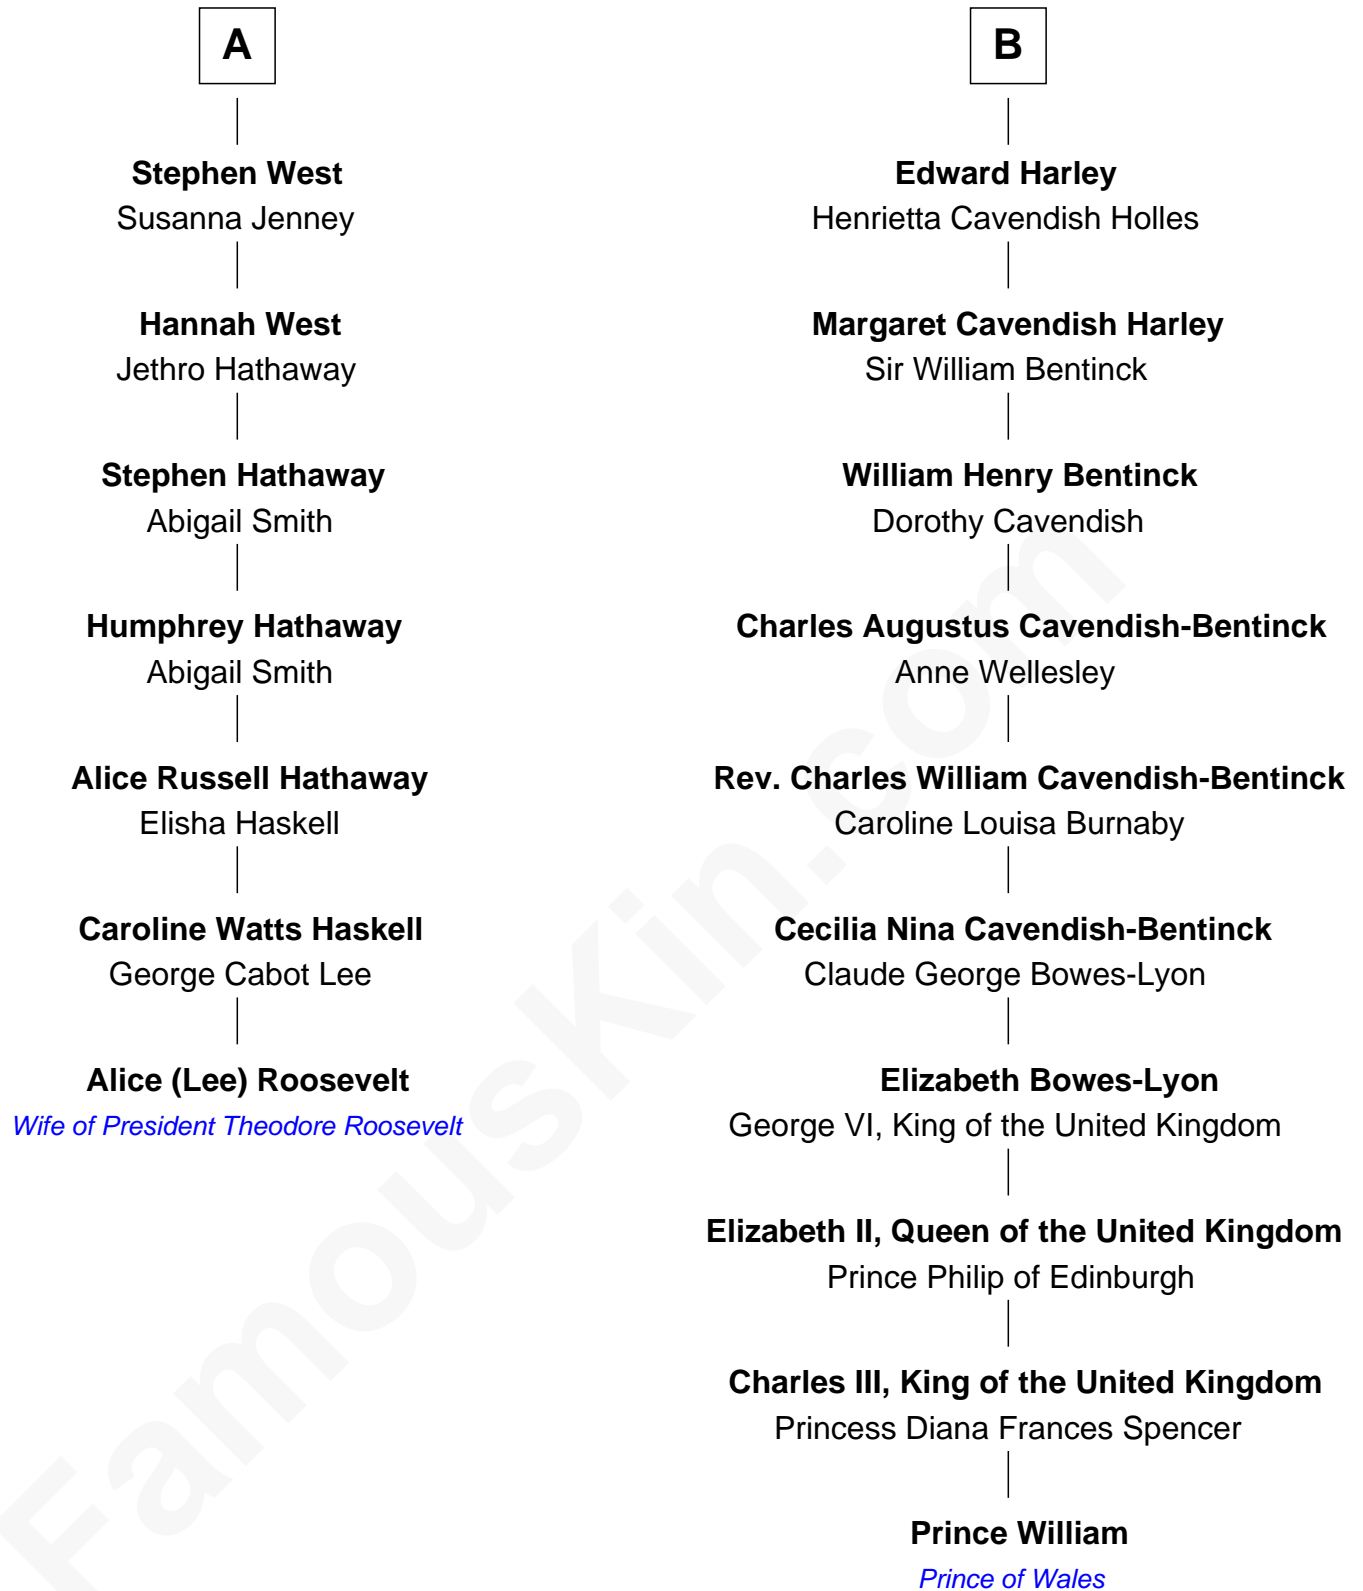 A
Stephen West
Susanna Jenney
Hannah West
Jethro Hathaway
Stephen Hathaway
Abigail Smith
Humphrey Hathaway
Abigail Smith
Alice Russell Hathaway
Elisha Haskell
Caroline Watts Haskell
George Cabot Lee
Alice (Lee) Roosevelt
Wife of President Theodore Roosevelt
B
Edward Harley
Henrietta Cavendish Holles
Margaret Cavendish Harley
Sir William Bentinck
William Henry Bentinck
Dorothy Cavendish
Charles Augustus Cavendish-Bentinck
Anne Wellesley
Rev. Charles William Cavendish-Bentinck
Caroline Louisa Burnaby
Cecilia Nina Cavendish-Bentinck
Claude George Bowes-Lyon
Elizabeth Bowes-Lyon
George VI, King of the United Kingdom
Elizabeth II, Queen of the United Kingdom
Prince Philip of Edinburgh
Charles III, King of the United Kingdom
Princess Diana Frances Spencer
Prince William
Prince of Wales
FamousKin.com